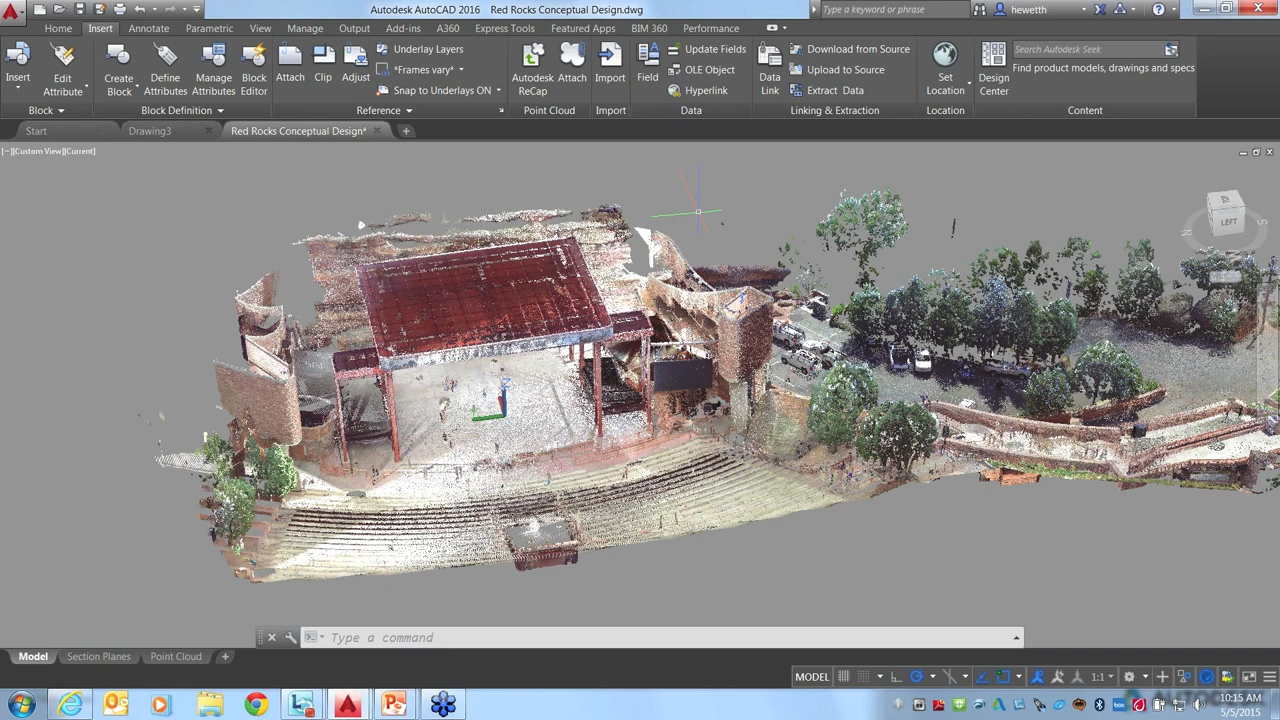 Autodesk AutoCAD 2016 Red Rocks Conceptual Design.dwg
Type a keyword or phrase
hewetth
Home Insert Annotate Parametric View Manage Output Add-ins A360 Express Tools Featured Apps BIM 360 Performance
Insert
Edit Attribute
Create Block
Define Attributes
Manage Attributes
Block Editor
Attach
Clip
Adjust
Underlay Layers
*Frames vary*
Snap to Underlays ON
Autodesk ReCap
Attach
Import
Field
Update Fields
OLE Object
Hyperlink
Data Link
Download from Source
Upload to Source
Extract Data
Set Location
Design Center
Search Autodesk Seek
Find product models, drawings and specs
Block Block Definition Reference Point Cloud Import Data Linking & Extraction Location Content
Start Drawing3 Red Rocks Conceptual Design*
[−][Custom View][Current]
LEFT
N
S
Z
Type a command
Model Section Planes Point Cloud
MODEL 1:1
10:15 AM
5/5/2015